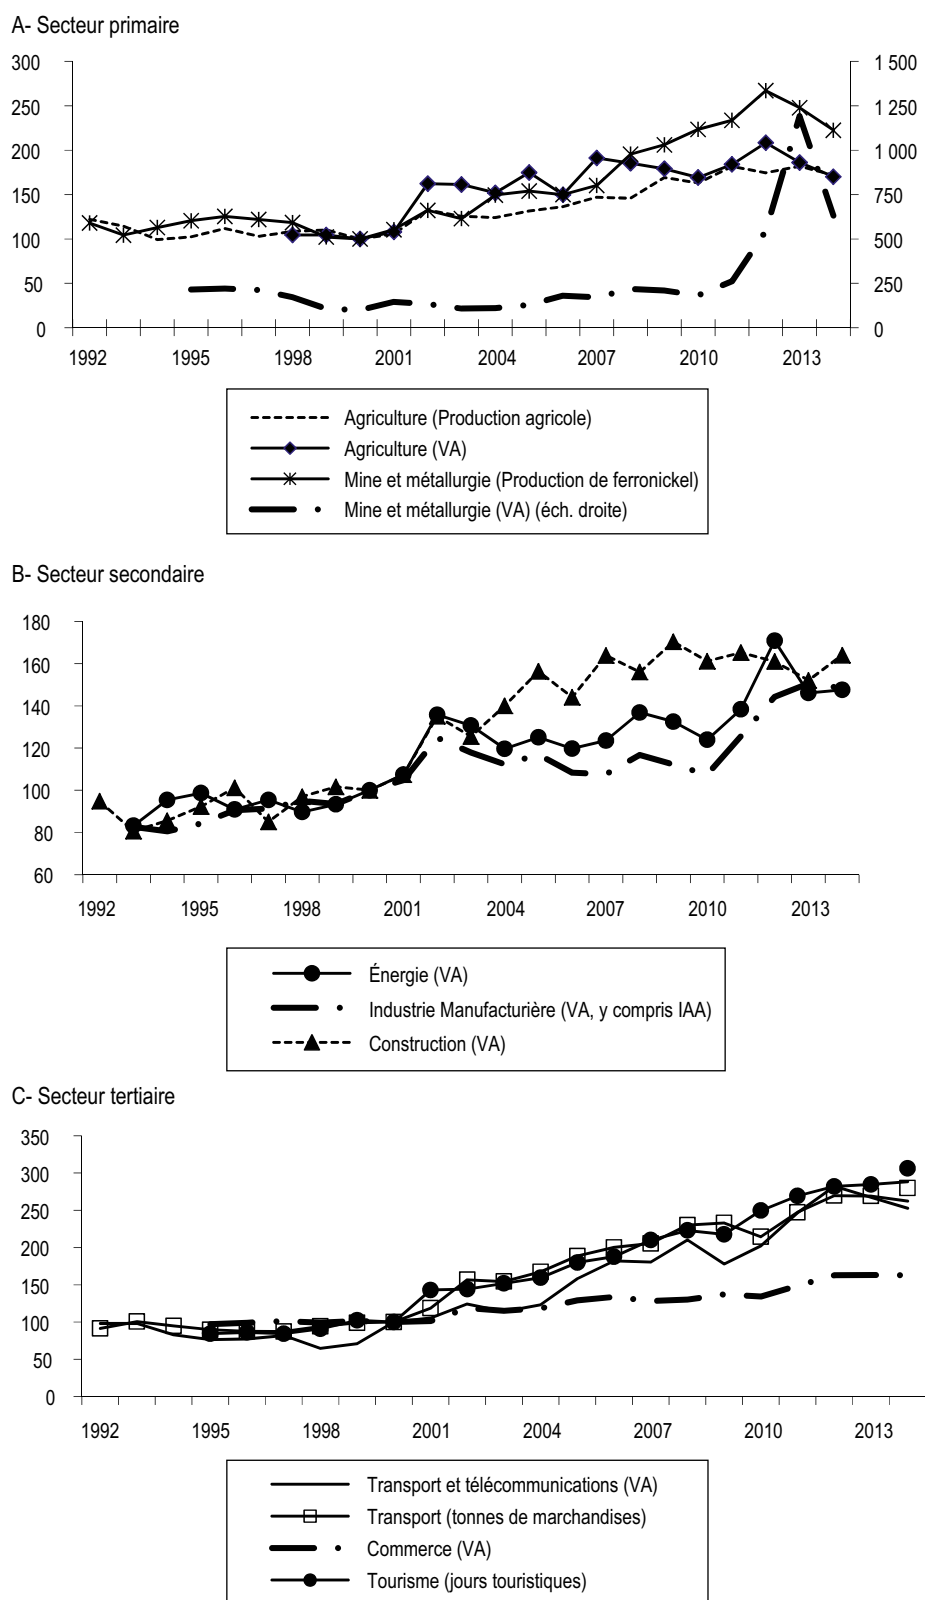 A- Secteur primaire
300 1 500
250 1 250
200 1 000
150 750
100 500
50 250
0 0
1992 1995 1998 2001 2004 2007 2010 2013
Agriculture (Production agricole)
Agriculture (VA)
Mine et métallurgie (Production de ferronickel)
Mine et métallurgie (VA) (éch. droite)
B- Secteur secondaire
180
160
140
120
100
80
60
1992 1995 1998 2001 2004 2007 2010 2013
Énergie (VA)
Industrie Manufacturière (VA, y compris IAA)
Construction (VA)
C- Secteur tertiaire
350
300
250
200
150
100
50
0
1992 1995 1998 2001 2004 2007 2010 2013
Transport et télécommunications (VA)
Transport (tonnes de marchandises)
Commerce (VA)
Tourisme (jours touristiques)